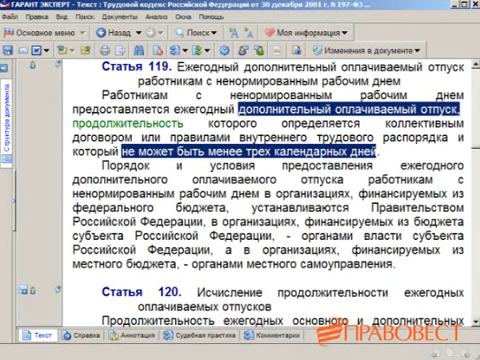 ГАРАНТ ЭКСПЕРТ - Текст : Трудовой кодекс Российской Федерации от 30 декабря 2001 г. N 197-ФЗ ...
Файл Правка Вид Поиск Документы Анализ Окна Помощь
Основное меню Назад Поиск Моя информация
Изменения в документе
Структура документа
Статья 119. Ежегодный дополнительный оплачиваемый отпуск
работникам с ненормированным рабочим днем
Работникам с ненормированным рабочим днем
предоставляется ежегодный дополнительный оплачиваемый отпуск,
продолжительность которого определяется коллективным
договором или правилами внутреннего трудового распорядка и
который не может быть менее трех календарных дней.
Порядок и условия предоставления ежегодного
дополнительного оплачиваемого отпуска работникам с
ненормированным рабочим днем в организациях, финансируемых из
федерального бюджета, устанавливаются Правительством
Российской Федерации, в организациях, финансируемых из бюджета
субъекта Российской Федерации, - органами власти субъекта
Российской Федерации, а в организациях, финансируемых из
местного бюджета, - органами местного самоуправления.
Статья 120. Исчисление продолжительности ежегодных
оплачиваемых отпусков
Продолжительность ежегодных основного и дополнительных
Текст Справка Аннотация Судебная практика Комментарии
ПРАВОВЕСТ